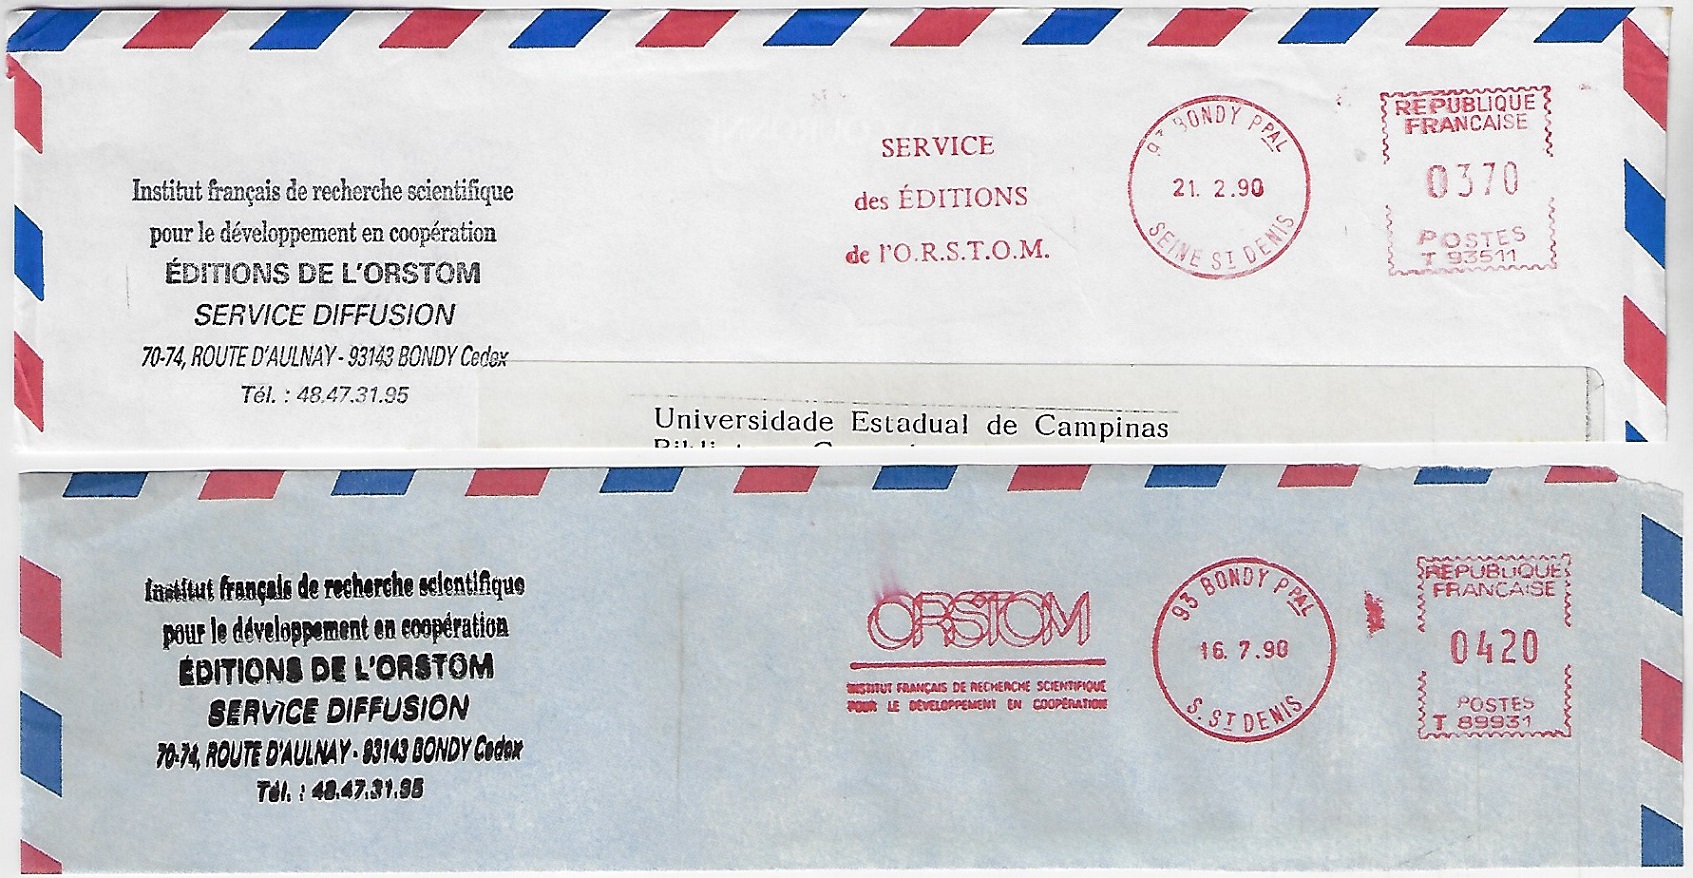 Institut français de recherche scientifique
pour le développement en coopération
ÉDITIONS DE L'ORSTOM
SERVICE DIFFUSION
70-74, ROUTE D'AULNAY - 93143 BONDY Cedex
Tél. : 48.47.31.95
SERVICE
des ÉDITIONS
de l'O.R.S.T.O.M.
93 BONDY PPAL
21. 2.90
SEINE ST DENIS
REPUBLIQUE
FRANCAISE
0370
POSTES
T 93511
Universidade Estadual de Campinas
Institut français de recherche scientifique
pour le développement en coopération
ÉDITIONS DE L'ORSTOM
SERVICE DIFFUSION
70-74, ROUTE D'AULNAY - 93143 BONDY Cedex
Tél. : 48.47.31.95
ORSTOM
INSTITUT FRANÇAIS DE RECHERCHE SCIENTIFIQUE
POUR LE DÉVELOPPEMENT EN COOPÉRATION
93 BONDY PPAL
16. 7.90
S. ST DENIS
REPUBLIQUE
FRANCAISE
0420
POSTES
T 89931